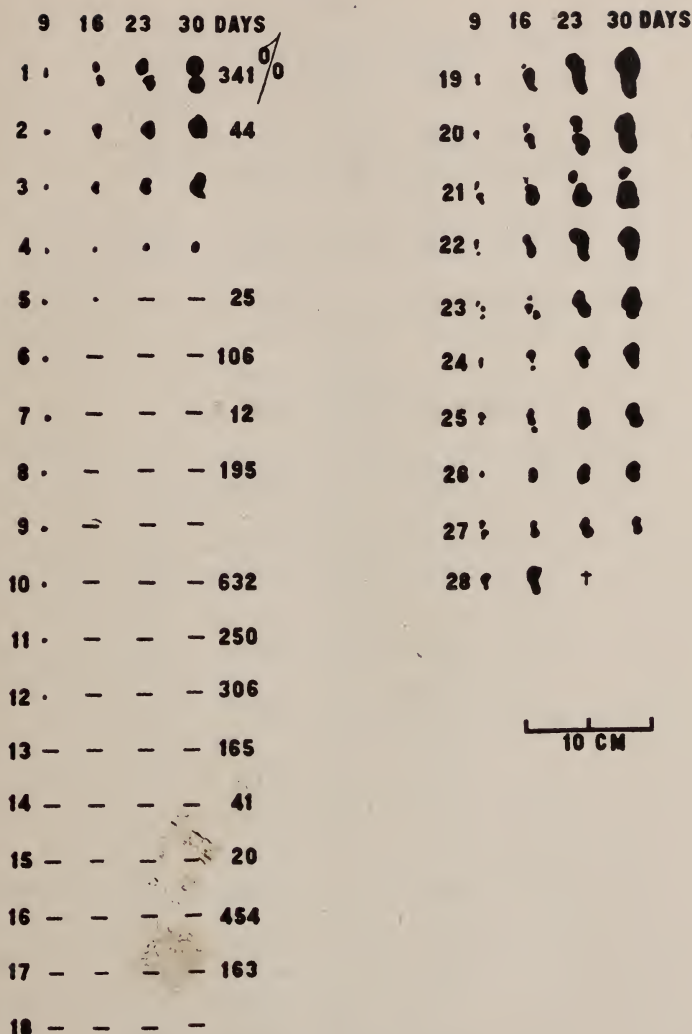 9 16 23 30 DAYS
1 341 %
2 44
3
4
5 — — 25
6 — — — 106
7 — — — 12
8 — — — 195
9 — — —
10 — — — 632
11 — — — 250
12 — — — 306
13 — — — — 165
14 — — — — 41
15 — — — — 20
16 — — — — 454
17 — — — — 163
18 — — — —
9 16 23 30 DAYS
19
20
21
22
23
24
25
26
27
28 †
10 CM